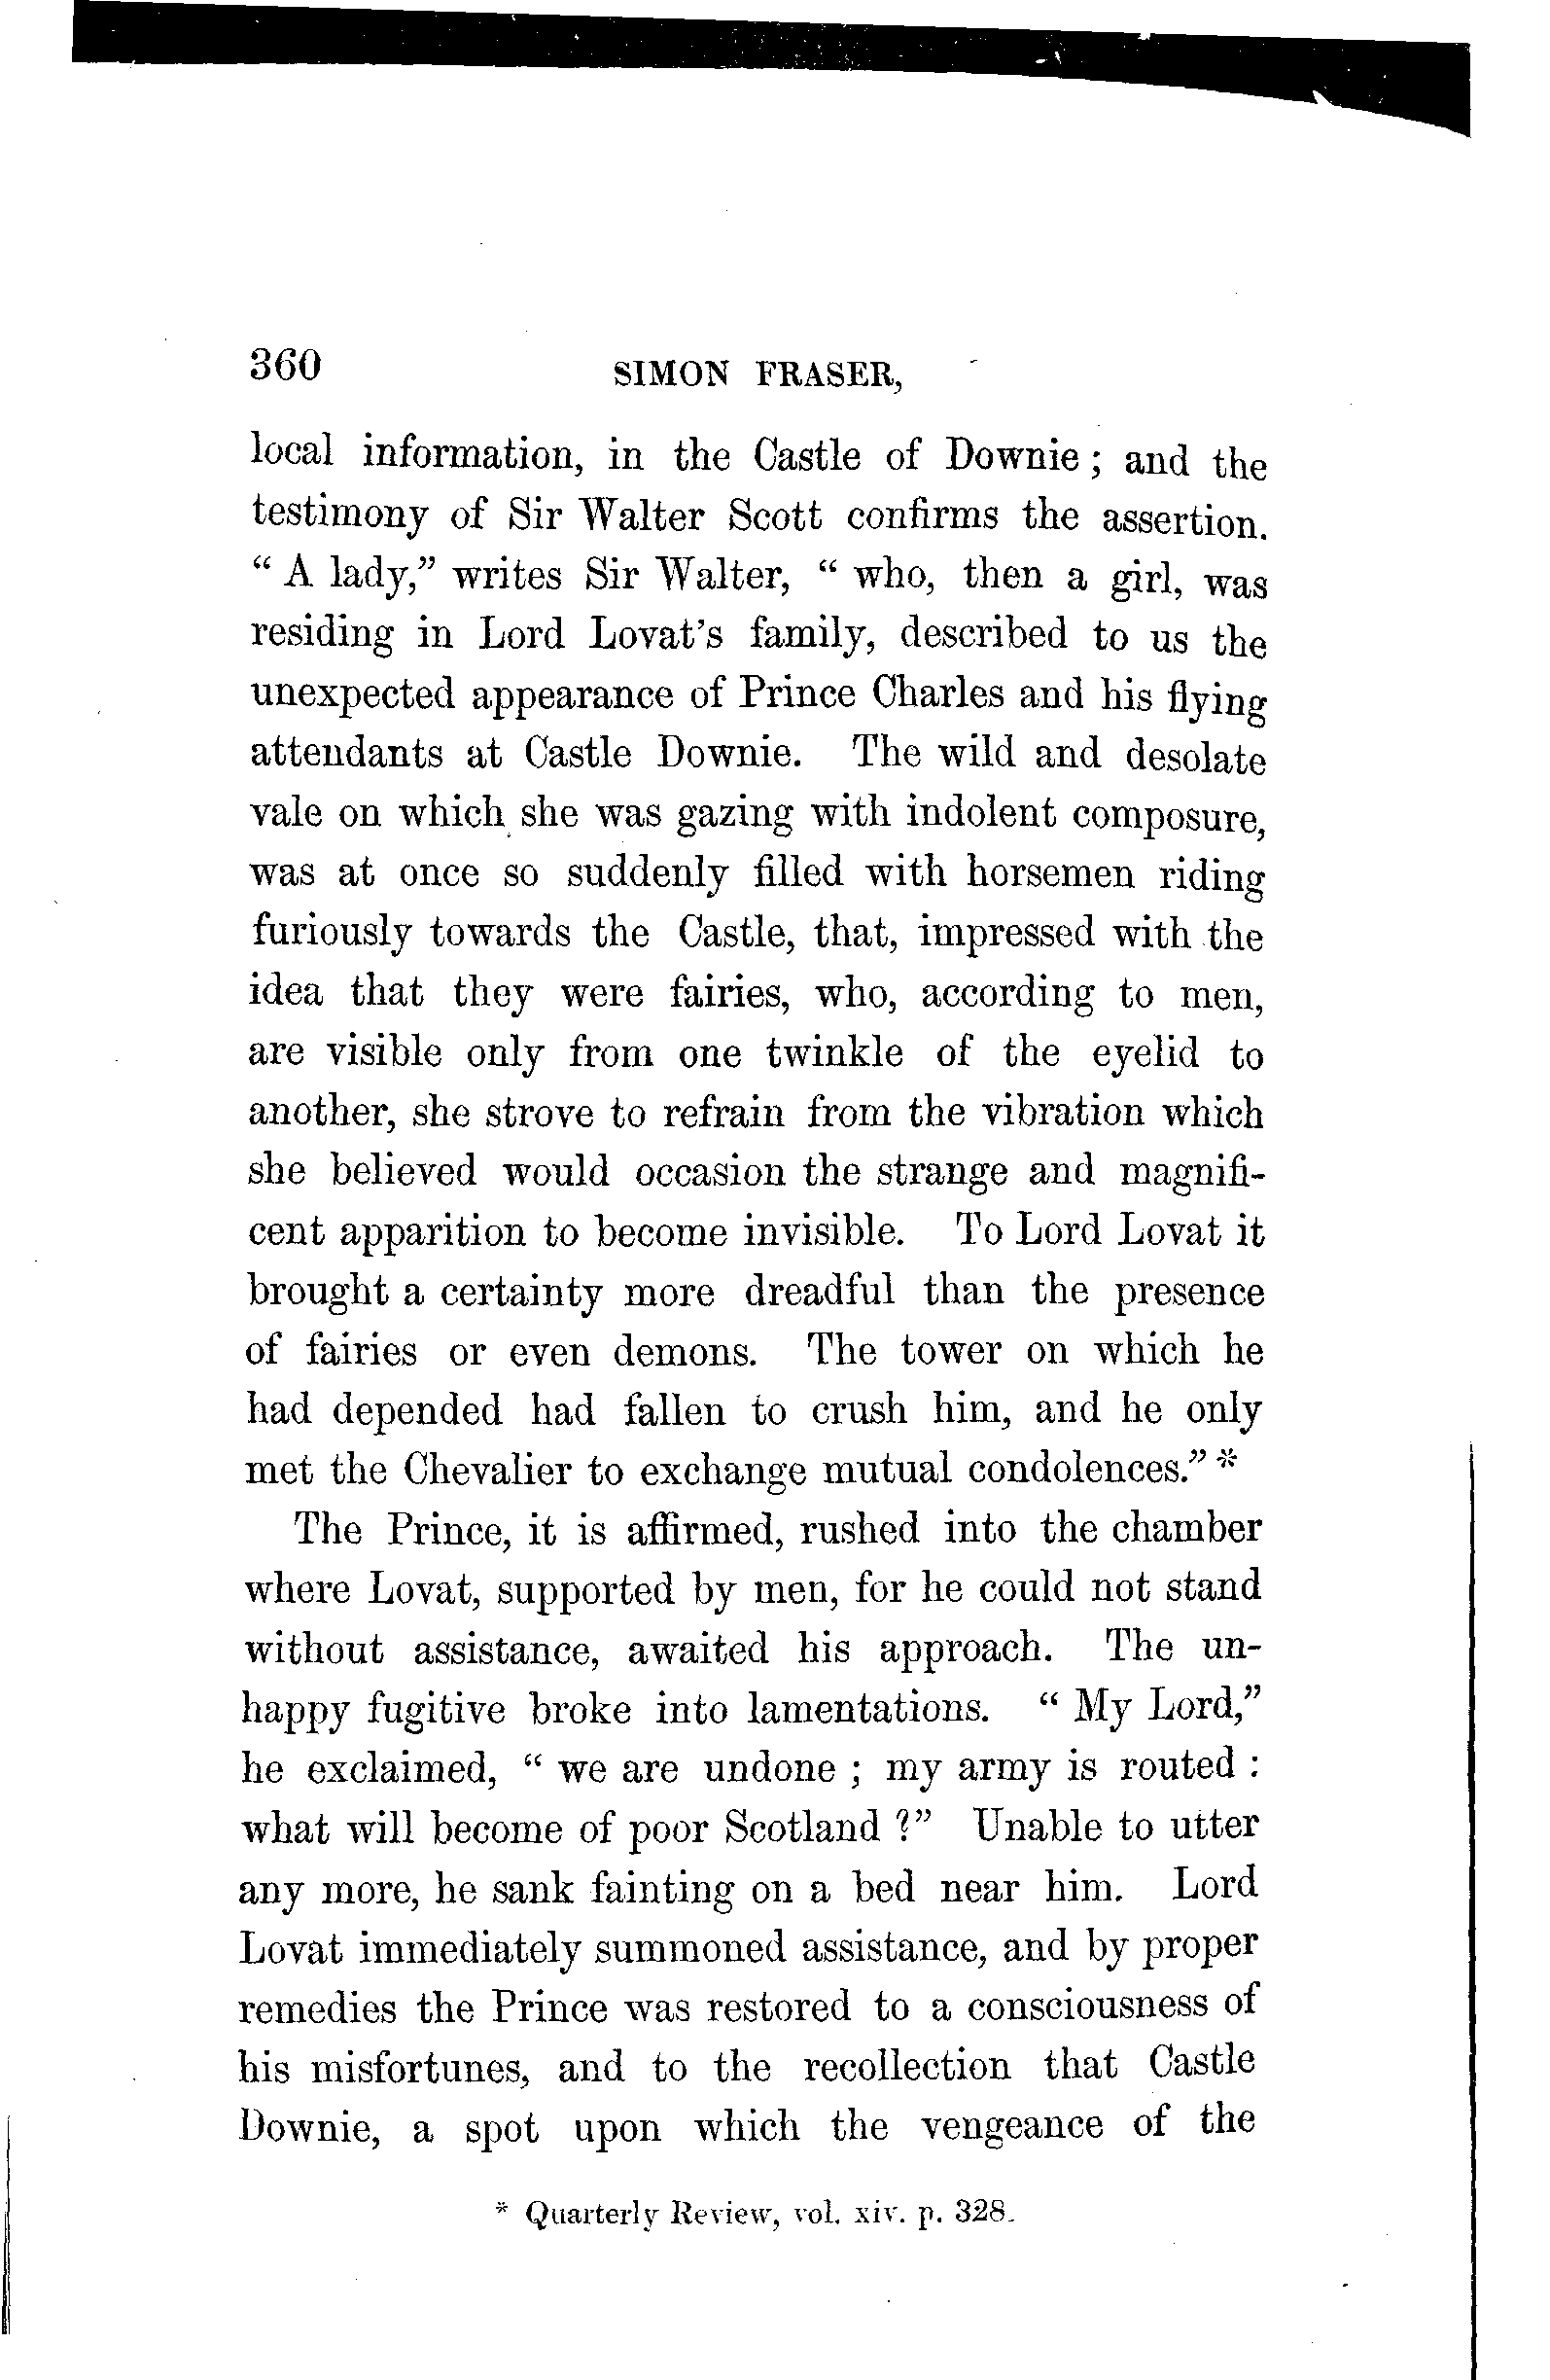 360 SIMON FRASER,
local information, in the Castle of Downie; and the
testimony of Sir Walter Scott confirms the assertion.
“ A lady,” writes Sir Walter, “ who, then a girl, was
residing in Lord Lovat’s family, described to us the
unexpected appearance of Prince Charles and his flying
attendants at Castle Downie. The wild and desolate
vale on which she was gazing with indolent composure,
was at once so suddenly filled with horsemen riding
furiously towards the Castle, that, impressed with the
idea that they were fairies, who, according to men,
are visible only from one twinkle of the eyelid to
another, she strove to refrain from the vibration which
she believed would occasion the strange and magnifi-
cent apparition to become invisible. To Lord Lovat it
brought a certainty more dreadful than the presence
of fairies or even demons. The tower on which he
had depended had fallen to crush him, and he only
met the Chevalier to exchange mutual condolences.” *
The Prince, it is affirmed, rushed into the chamber
where Lovat, supported by men, for he could not stand
without assistance, awaited his approach. The un-
happy fugitive broke into lamentations. “ My Lord,”
he exclaimed, “ we are undone ; my army is routed :
what will become of poor Scotland ?” Unable to utter
any more, he sank fainting on a bed near him. Lord
Lovat immediately summoned assistance, and by proper
remedies the Prince was restored to a consciousness of
his misfortunes, and to the recollection that Castle
Downie, a spot upon which the vengeance of the
* Quarterly Review, vol. xiv. p. 328.